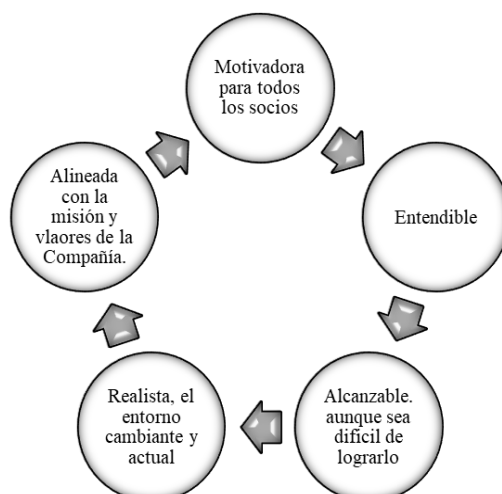 Motivadora
para todos
los socios
Entendible
Alcanzable.
aunque sea
dificil de
lograrlo
Realista, el
entorno
cambiante y
actual
Alineada
con la
misión y
vlaores de la
Compañía.